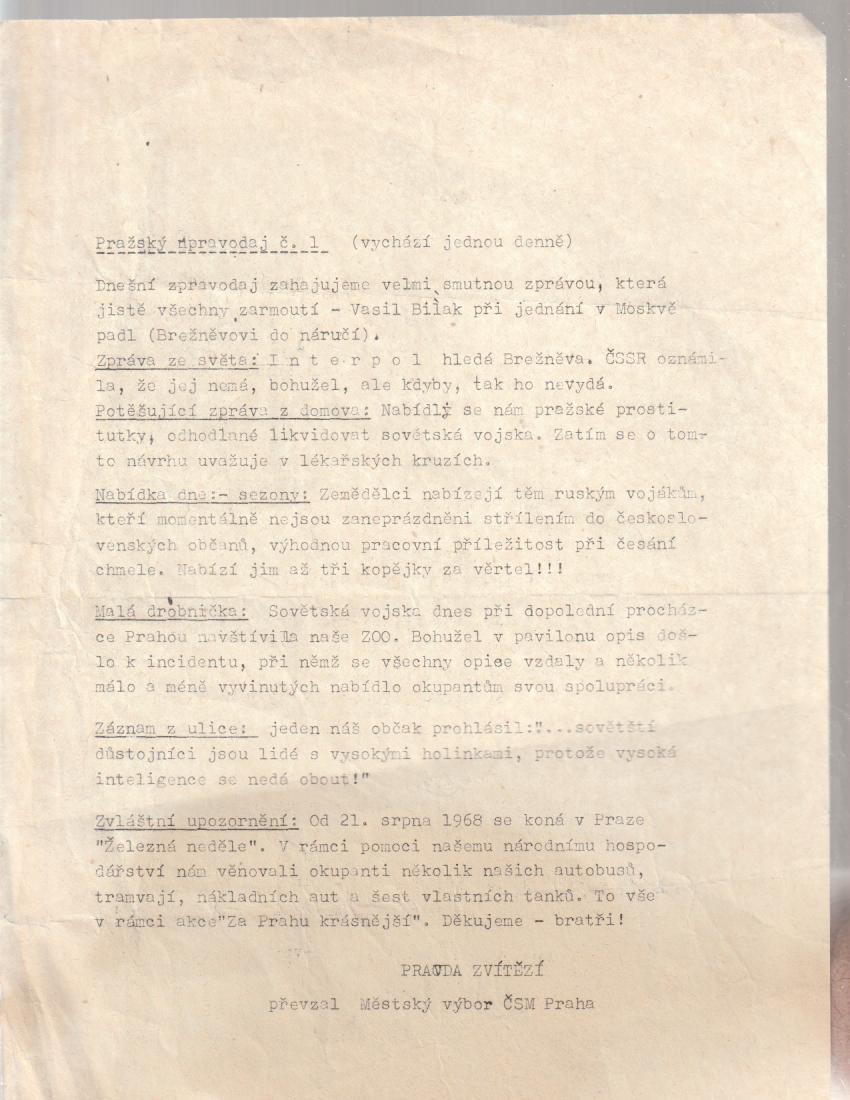 Pražský zpravodaj č. 1 (vychází jednou denně)
Dnešní zpravodaj zahajujeme velmi smutnou zprávou, která
jistě všechny zarmoutí - Vasil Bilak při jednání v Moskvě
padl (Brežněvovi do náručí).
Zpráva ze světa: I n t e r p o l hledá Brežněva. ČSSR oznámi-
la, že jej nemá, bohužel, ale kdyby, tak ho nevydá.
Potěšující zpráva z domova: Nabídly se nám pražské prosti-
tutky, odhodlané likvidovat sovětská vojska. Zatím se o tom-
to návrhu uvažuje v lékařských kruzích.
Nabídka dne:- sezony: Zemědělci nabízejí těm ruským vojákům,
kteří momentálně nejsou zaneprázdněni střílením do českoslo-
venských občanů, výhodnou pracovní příležitost při česání
chmele. Nabízí jim až tři kopějky za věrtel!!!
Malá drobnička: Sovětská vojska dnes při dopolední procház-
ce Prahou navštívila naše ZOO. Bohužel v pavilonu opis doš-
lo k incidentu, při němž se všechny opice vzdaly a několik
málo a méně vyvinutých nabídlo okupantům svou spolupráci.
Záznam z ulice: jeden náš občak prohlásil:"...sovětští
důstojníci jsou lidé s vysokými holinkami, protože vysoká
inteligence se nedá obout!"
Zvláštní upozornění: Od 21. srpna 1968 se koná v Praze
"Železná neděle". V rámci pomoci našemu národnímu hospo-
dářství nám věnovali okupanti několik našich autobusů,
tramvají, nákladních aut a šest vlastních tanků. To vše
v rámci akce"Za Prahu krásnější". Děkujeme - bratři!
PRAVDA ZVÍTĚZÍ
převzal Městský výbor ČSM Praha